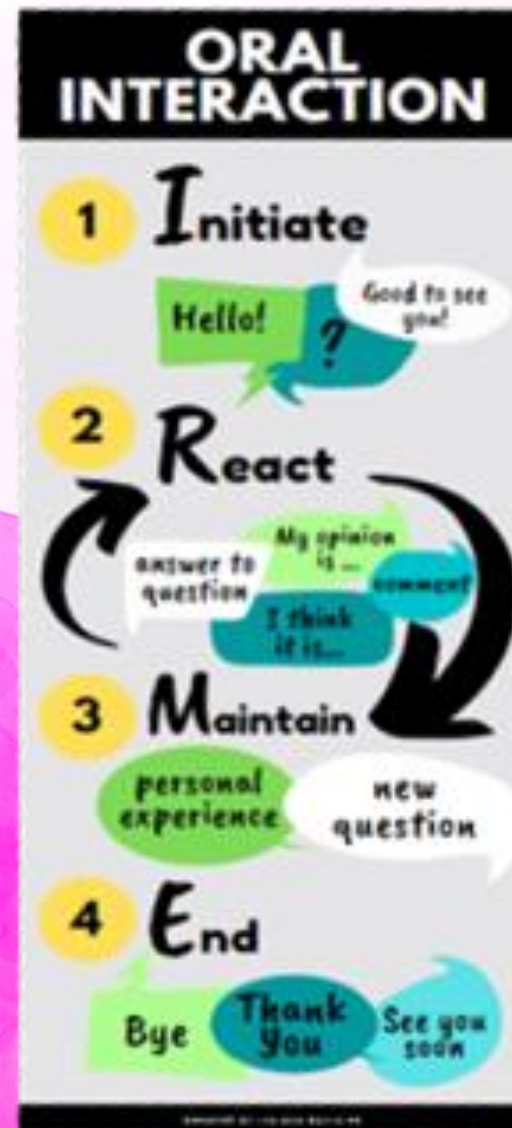 ORAL
INTERACTION
1 Initiate
Hello!
?
Good to see
you!
2 React
My opinion
is ...
answer to
question
comment
I think
it is...
3 Maintain
personal
experience
new
question
4 End
Bye
Thank
You
See you
soon